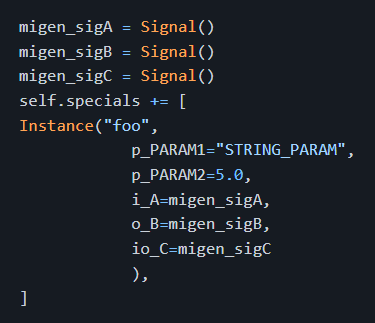 migen_sigA = Signal()
migen_sigB = Signal()
migen_sigC = Signal()
self.specials += [
Instance("foo",
            p_PARAM1="STRING_PARAM",
            p_PARAM2=5.0,
            i_A=migen_sigA,
            o_B=migen_sigB,
            io_C=migen_sigC
            ),
]